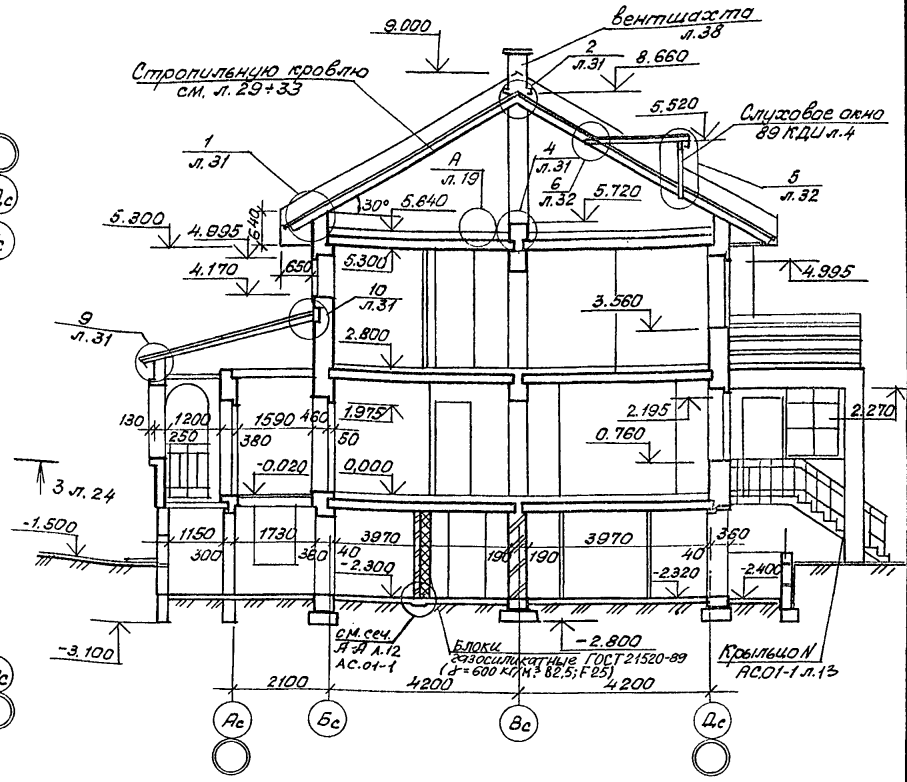 вентшахта
л.38
9.000
2
л.31
8.660
Стропильную кровлю
см. л. 29÷33
5.520
Слуховое окно
89 КДИ л.4
1
л.31
А
л.19
4
л.31
6
л.32
5
л.32
30°
5.640
5.720
640
5.300
4.995
5.300
4.170
650
4.995
10
л.31
3.560
9
л.31
2.800
130
1200
1590
460
1.975
2.195
2.270
250
380
50
0.760
-0.020
0,000
3 л. 24
-1.500
1150
1730
3970
190
190
3970
360
300
380
40
40
-2.300
-2.320
-2.400
-3.100
см. сеч.
А-А л.12
АС.01-1
Блоки
газосиликатные ГОСТ 21520-89
(γ=600 кг/м³ В2,5; F25)
-2.800
Крыльцо N
АС.01-1 л.13
2100
4200
4200
Ас
Бс
Вс
Дс